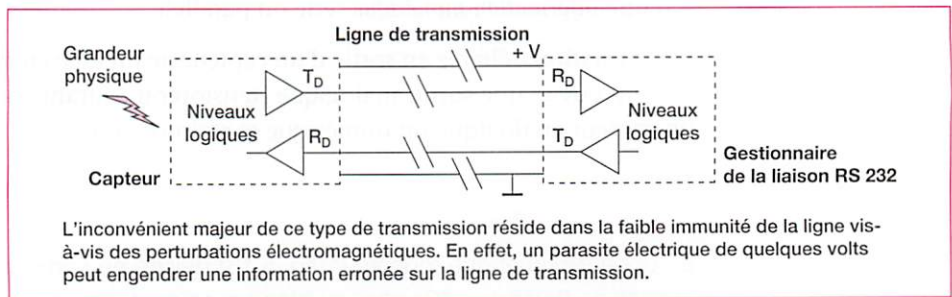 Ligne de transmission
Grandeur
physique
+ V
T_D
R_D
Niveaux
logiques
Niveaux
logiques
R_D
T_D
Capteur
Gestionnaire
de la liaison RS 232
L'inconvénient majeur de ce type de transmission réside dans la faible immunité de la ligne vis-
à-vis des perturbations électromagnétiques. En effet, un parasite électrique de quelques volts
peut engendrer une information erronée sur la ligne de transmission.